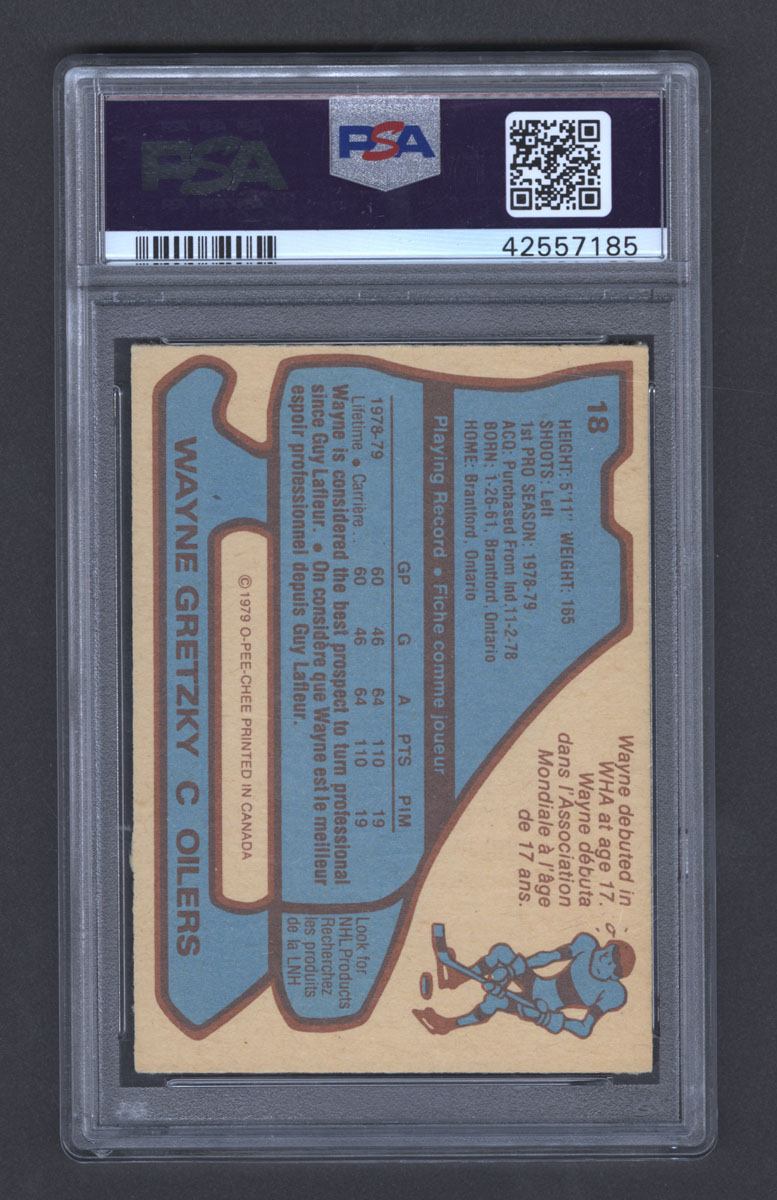 PSA
PSA
42557185
18
HEIGHT: 5'11" WEIGHT: 165
SHOOTS: Left
1st PRO SEASON: 1978-79
ACQ: Purchased From Ind. 11-2-78
BORN: 1-26-61, Brantford, Ontario
HOME: Brantford, Ontario
Wayne debuted in
WHA at age 17.
Wayne débuta
dans l'Association
Mondiale à l'âge
de 17 ans.
Playing Record • Fiche comme joueur
GP G A PTS PIM
1978-79 60 46 64 110 19
Lifetime • Carrière ... 60 46 64 110 19
Wayne is considered the best prospect to turn professional
since Guy Lafleur. • On considère que Wayne est le meilleur
espoir professionnel depuis Guy Lafleur.
Look for
NHL Products
Recherchez
les produits
de la LNH
© 1979 O-PEE-CHEE PRINTED IN CANADA
WAYNE GRETZKY C OILERS